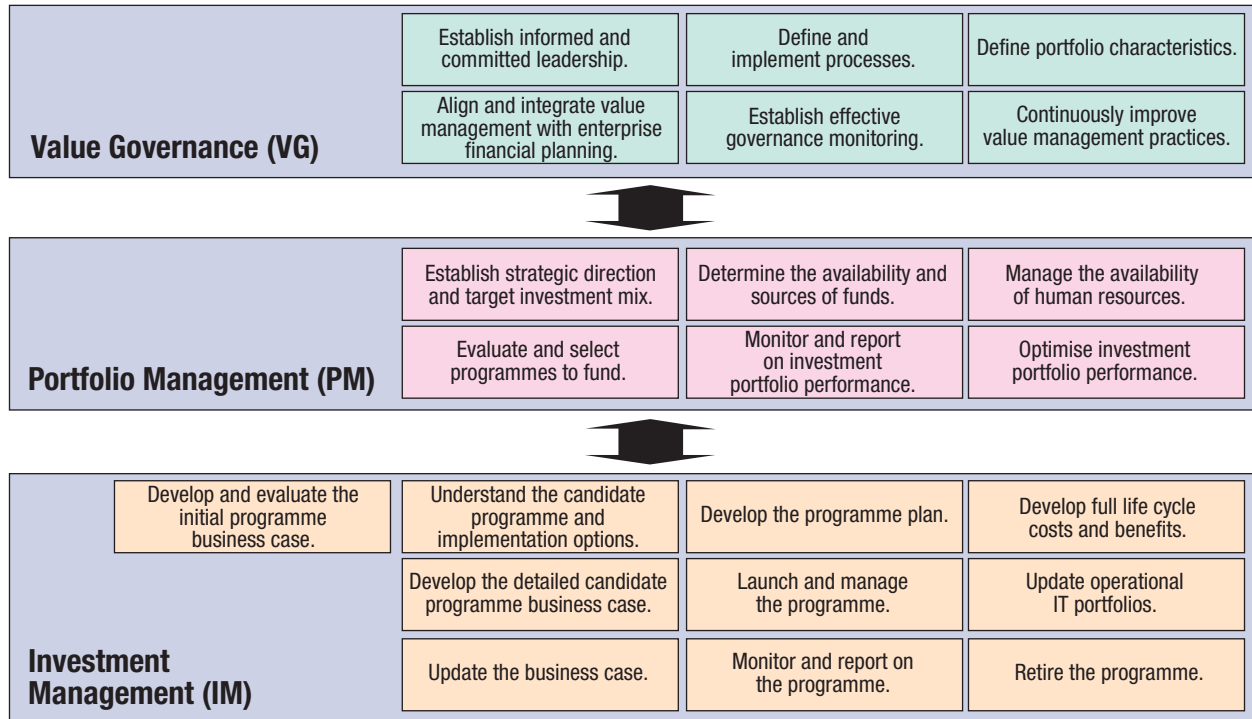 Establish informed and
committed leadership.
Define and
implement processes.
Define portfolio characteristics.
Align and integrate value
management with enterprise
financial planning.
Establish effective
governance monitoring.
Continuously improve
value management practices.
Value Governance (VG)
Establish strategic direction
and target investment mix.
Determine the availability and
sources of funds.
Manage the availability
of human resources.
Evaluate and select
programmes to fund.
Monitor and report
on investment
portfolio performance.
Optimise investment
portfolio performance.
Portfolio Management (PM)
Develop and evaluate the
initial programme
business case.
Understand the candidate
programme and
implementation options.
Develop the programme plan.
Develop full life cycle
costs and benefits.
Develop the detailed candidate
programme business case.
Launch and manage
the programme.
Update operational
IT portfolios.
Update the business case.
Monitor and report on
the programme.
Retire the programme.
Investment
Management (IM)